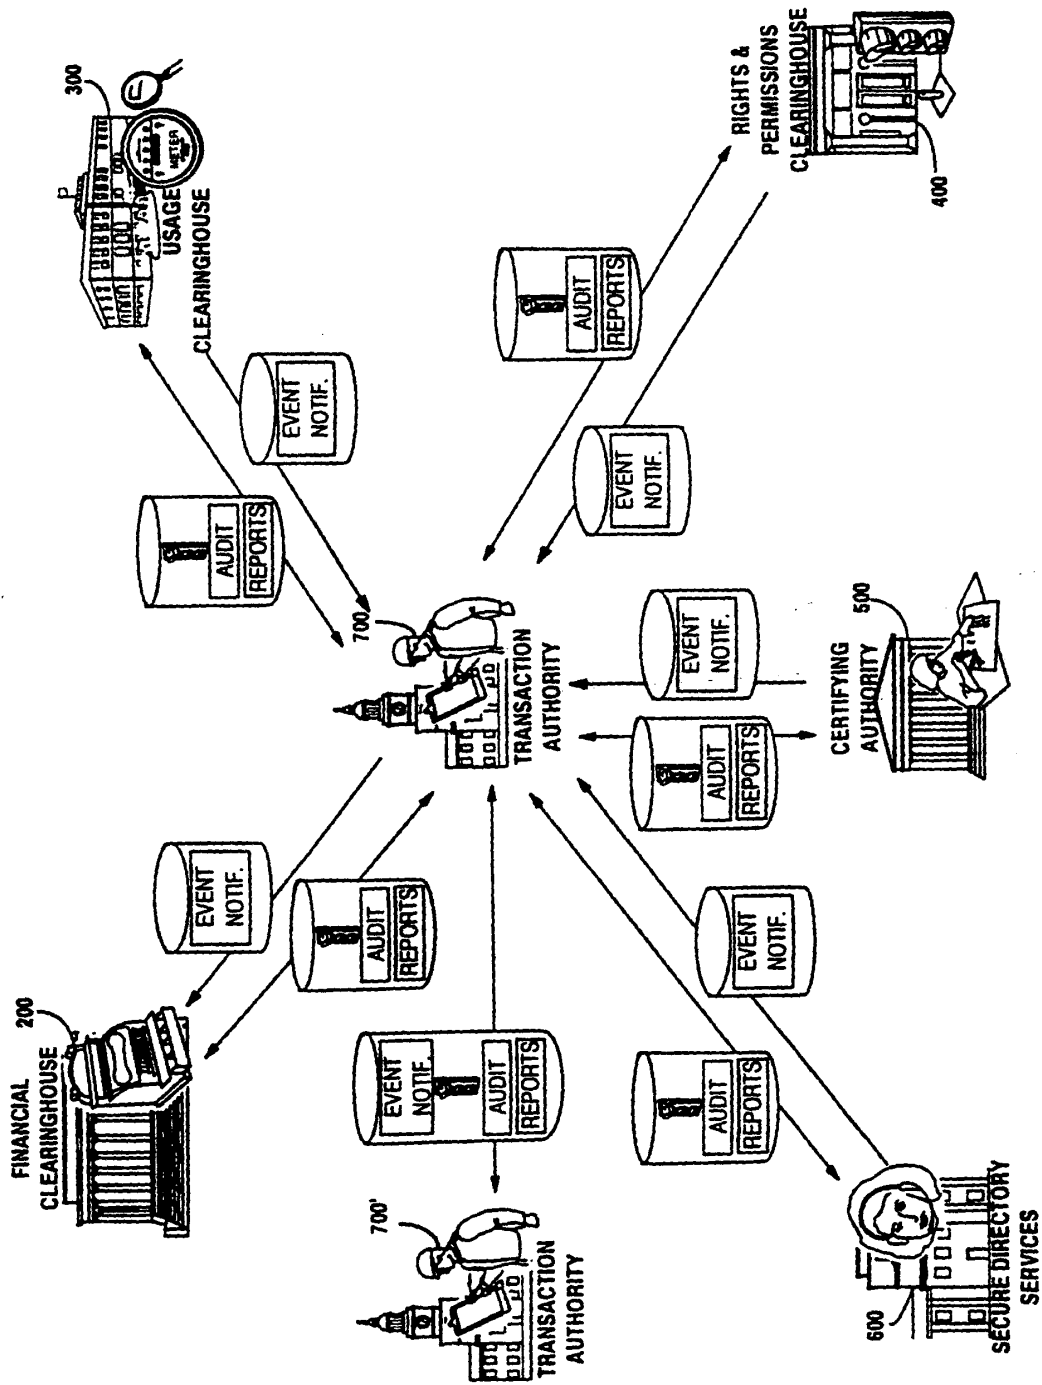 FINANCIAL
CLEARINGHOUSE
200
EVENT
NOTIF.
AUDIT
REPORTS
AUDIT
REPORTS
EVENT
NOTIF.
USAGE
CLEARINGHOUSE
300
METER
700'
TRANSACTION
AUTHORITY
EVENT
NOTIF.
AUDIT
REPORTS
700
TRANSACTION
AUTHORITY
AUDIT
REPORTS
EVENT
NOTIF.
RIGHTS &
PERMISSIONS
CLEARINGHOUSE
400
600
SECURE DIRECTORY
SERVICES
AUDIT
REPORTS
EVENT
NOTIF.
AUDIT
REPORTS
EVENT
NOTIF.
CERTIFYING
AUTHORITY
500